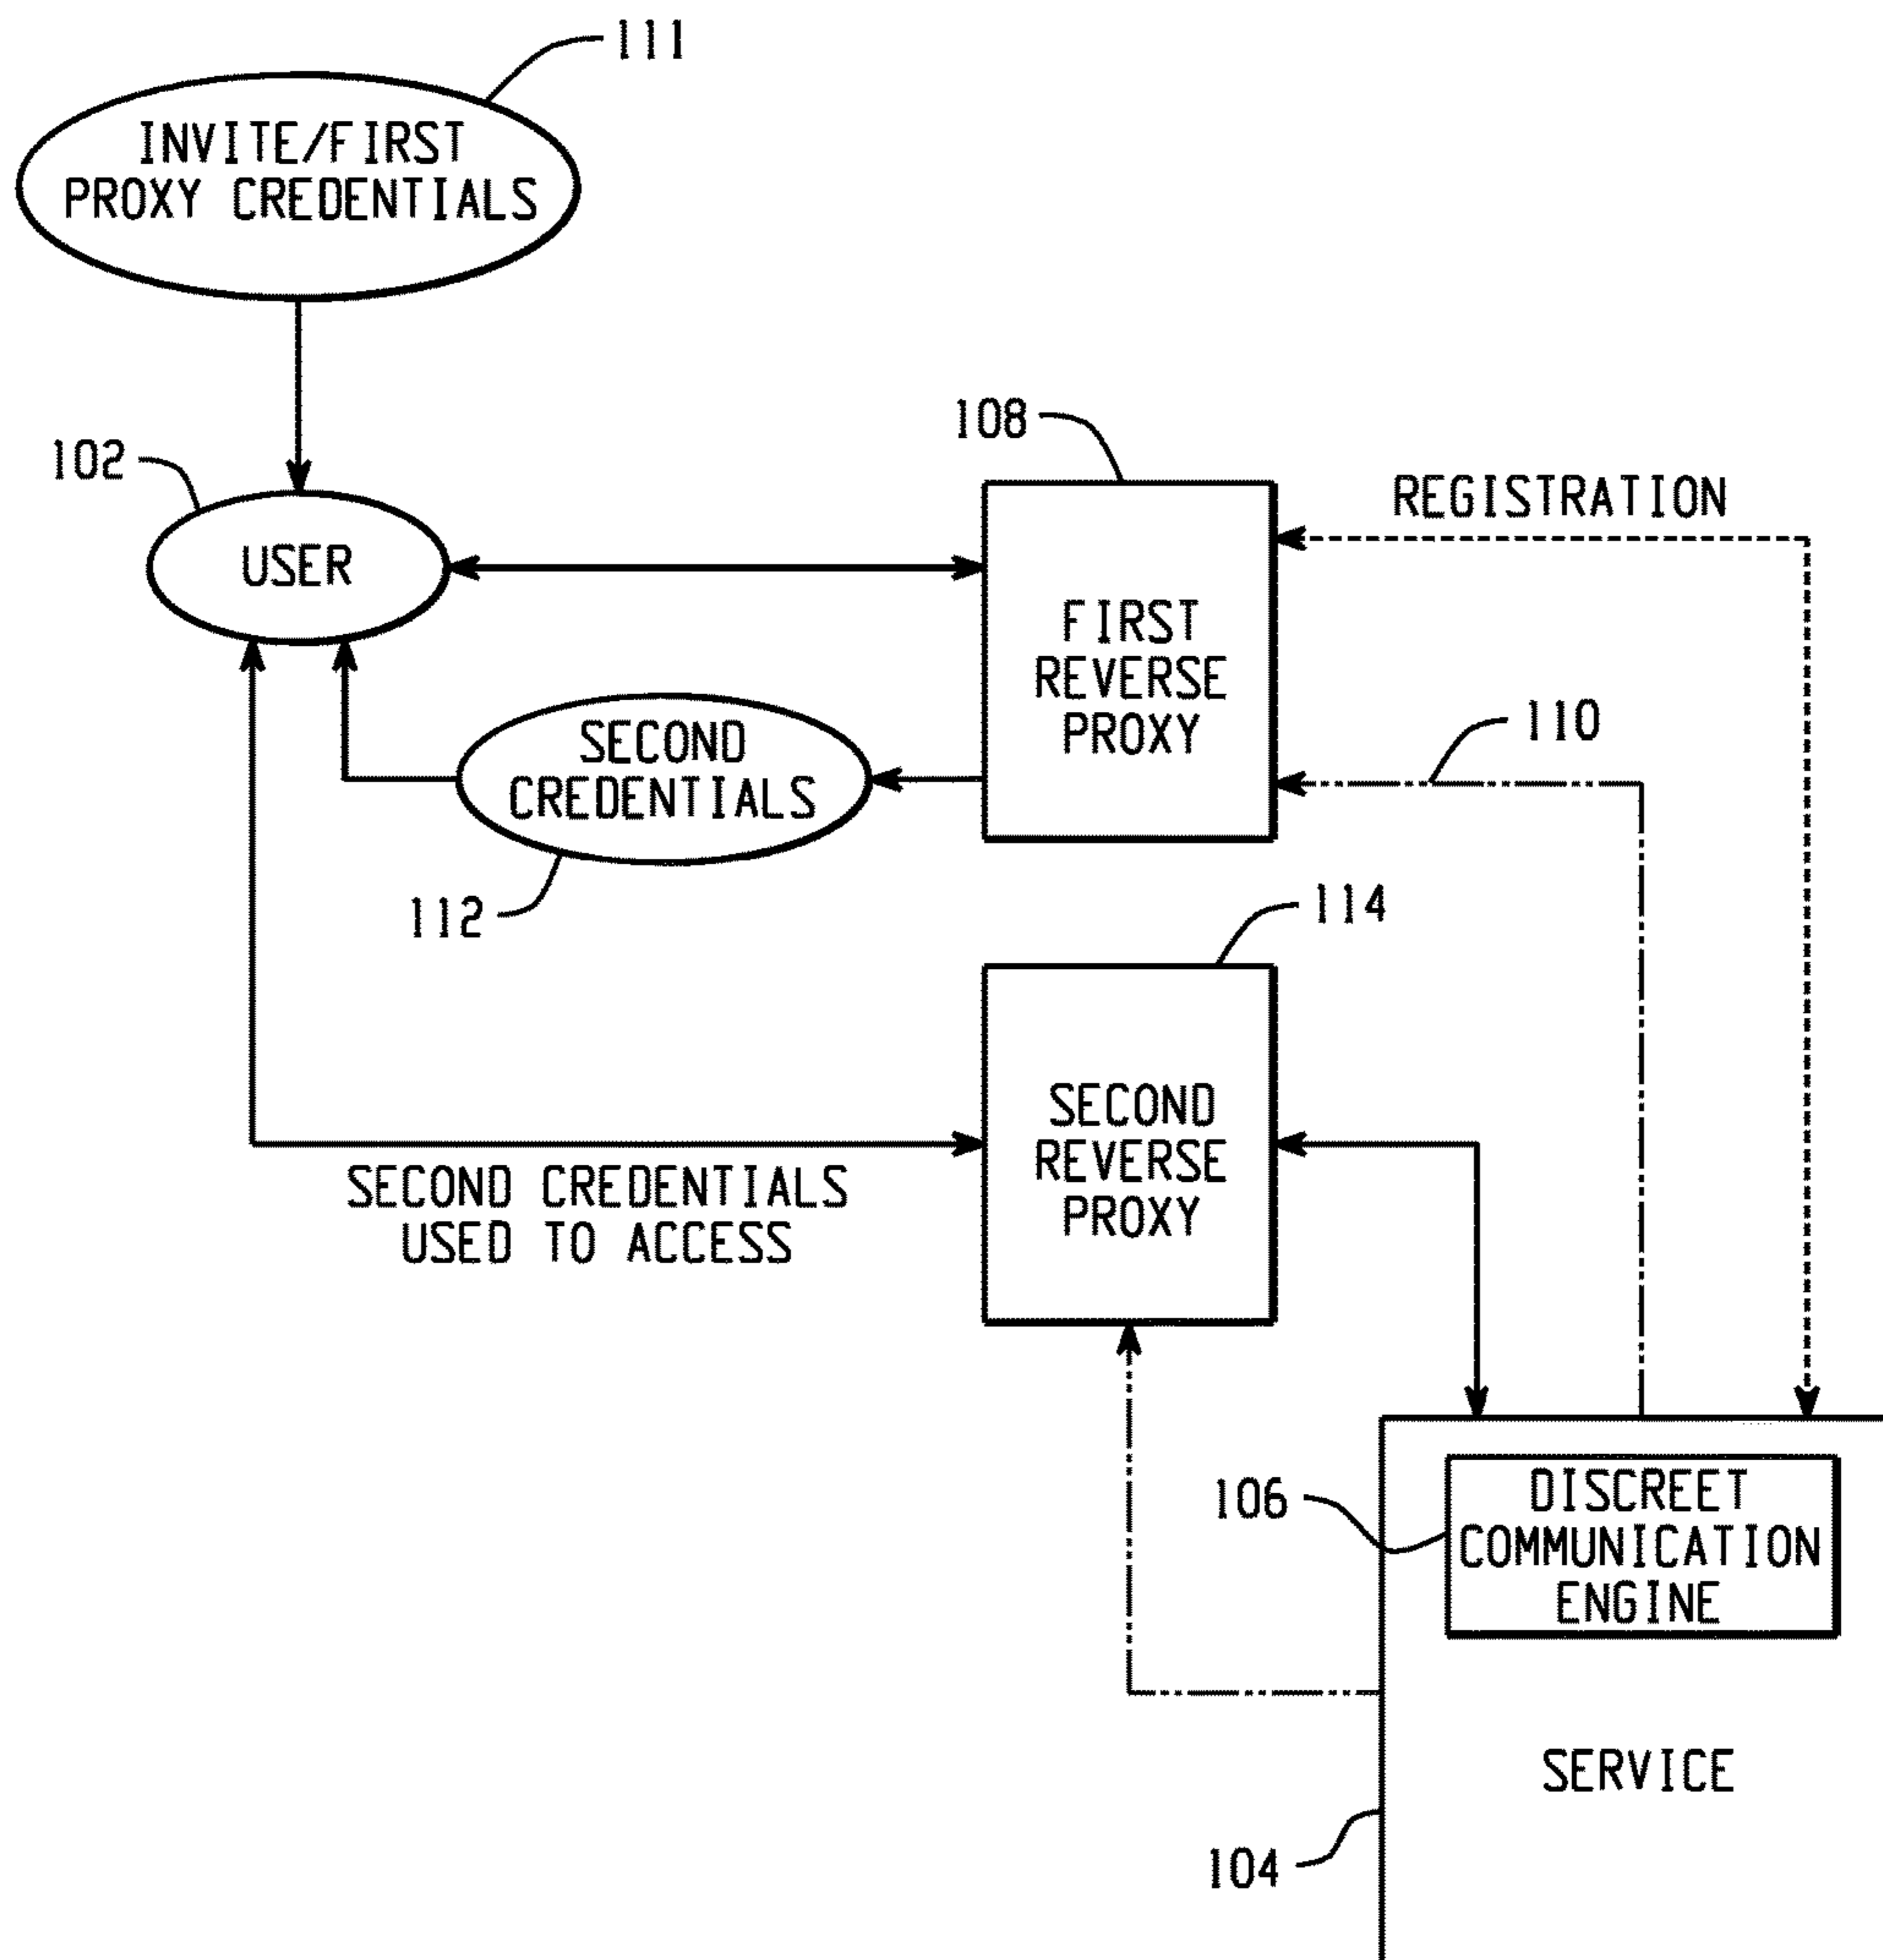 111
INVITE/FIRST
PROXY CREDENTIALS
102
USER
108
REGISTRATION
FIRST
REVERSE
PROXY
110
SECOND
CREDENTIALS
112
114
SECOND
REVERSE
PROXY
SECOND CREDENTIALS
USED TO ACCESS
106
DISCREET
COMMUNICATION
ENGINE
SERVICE
104